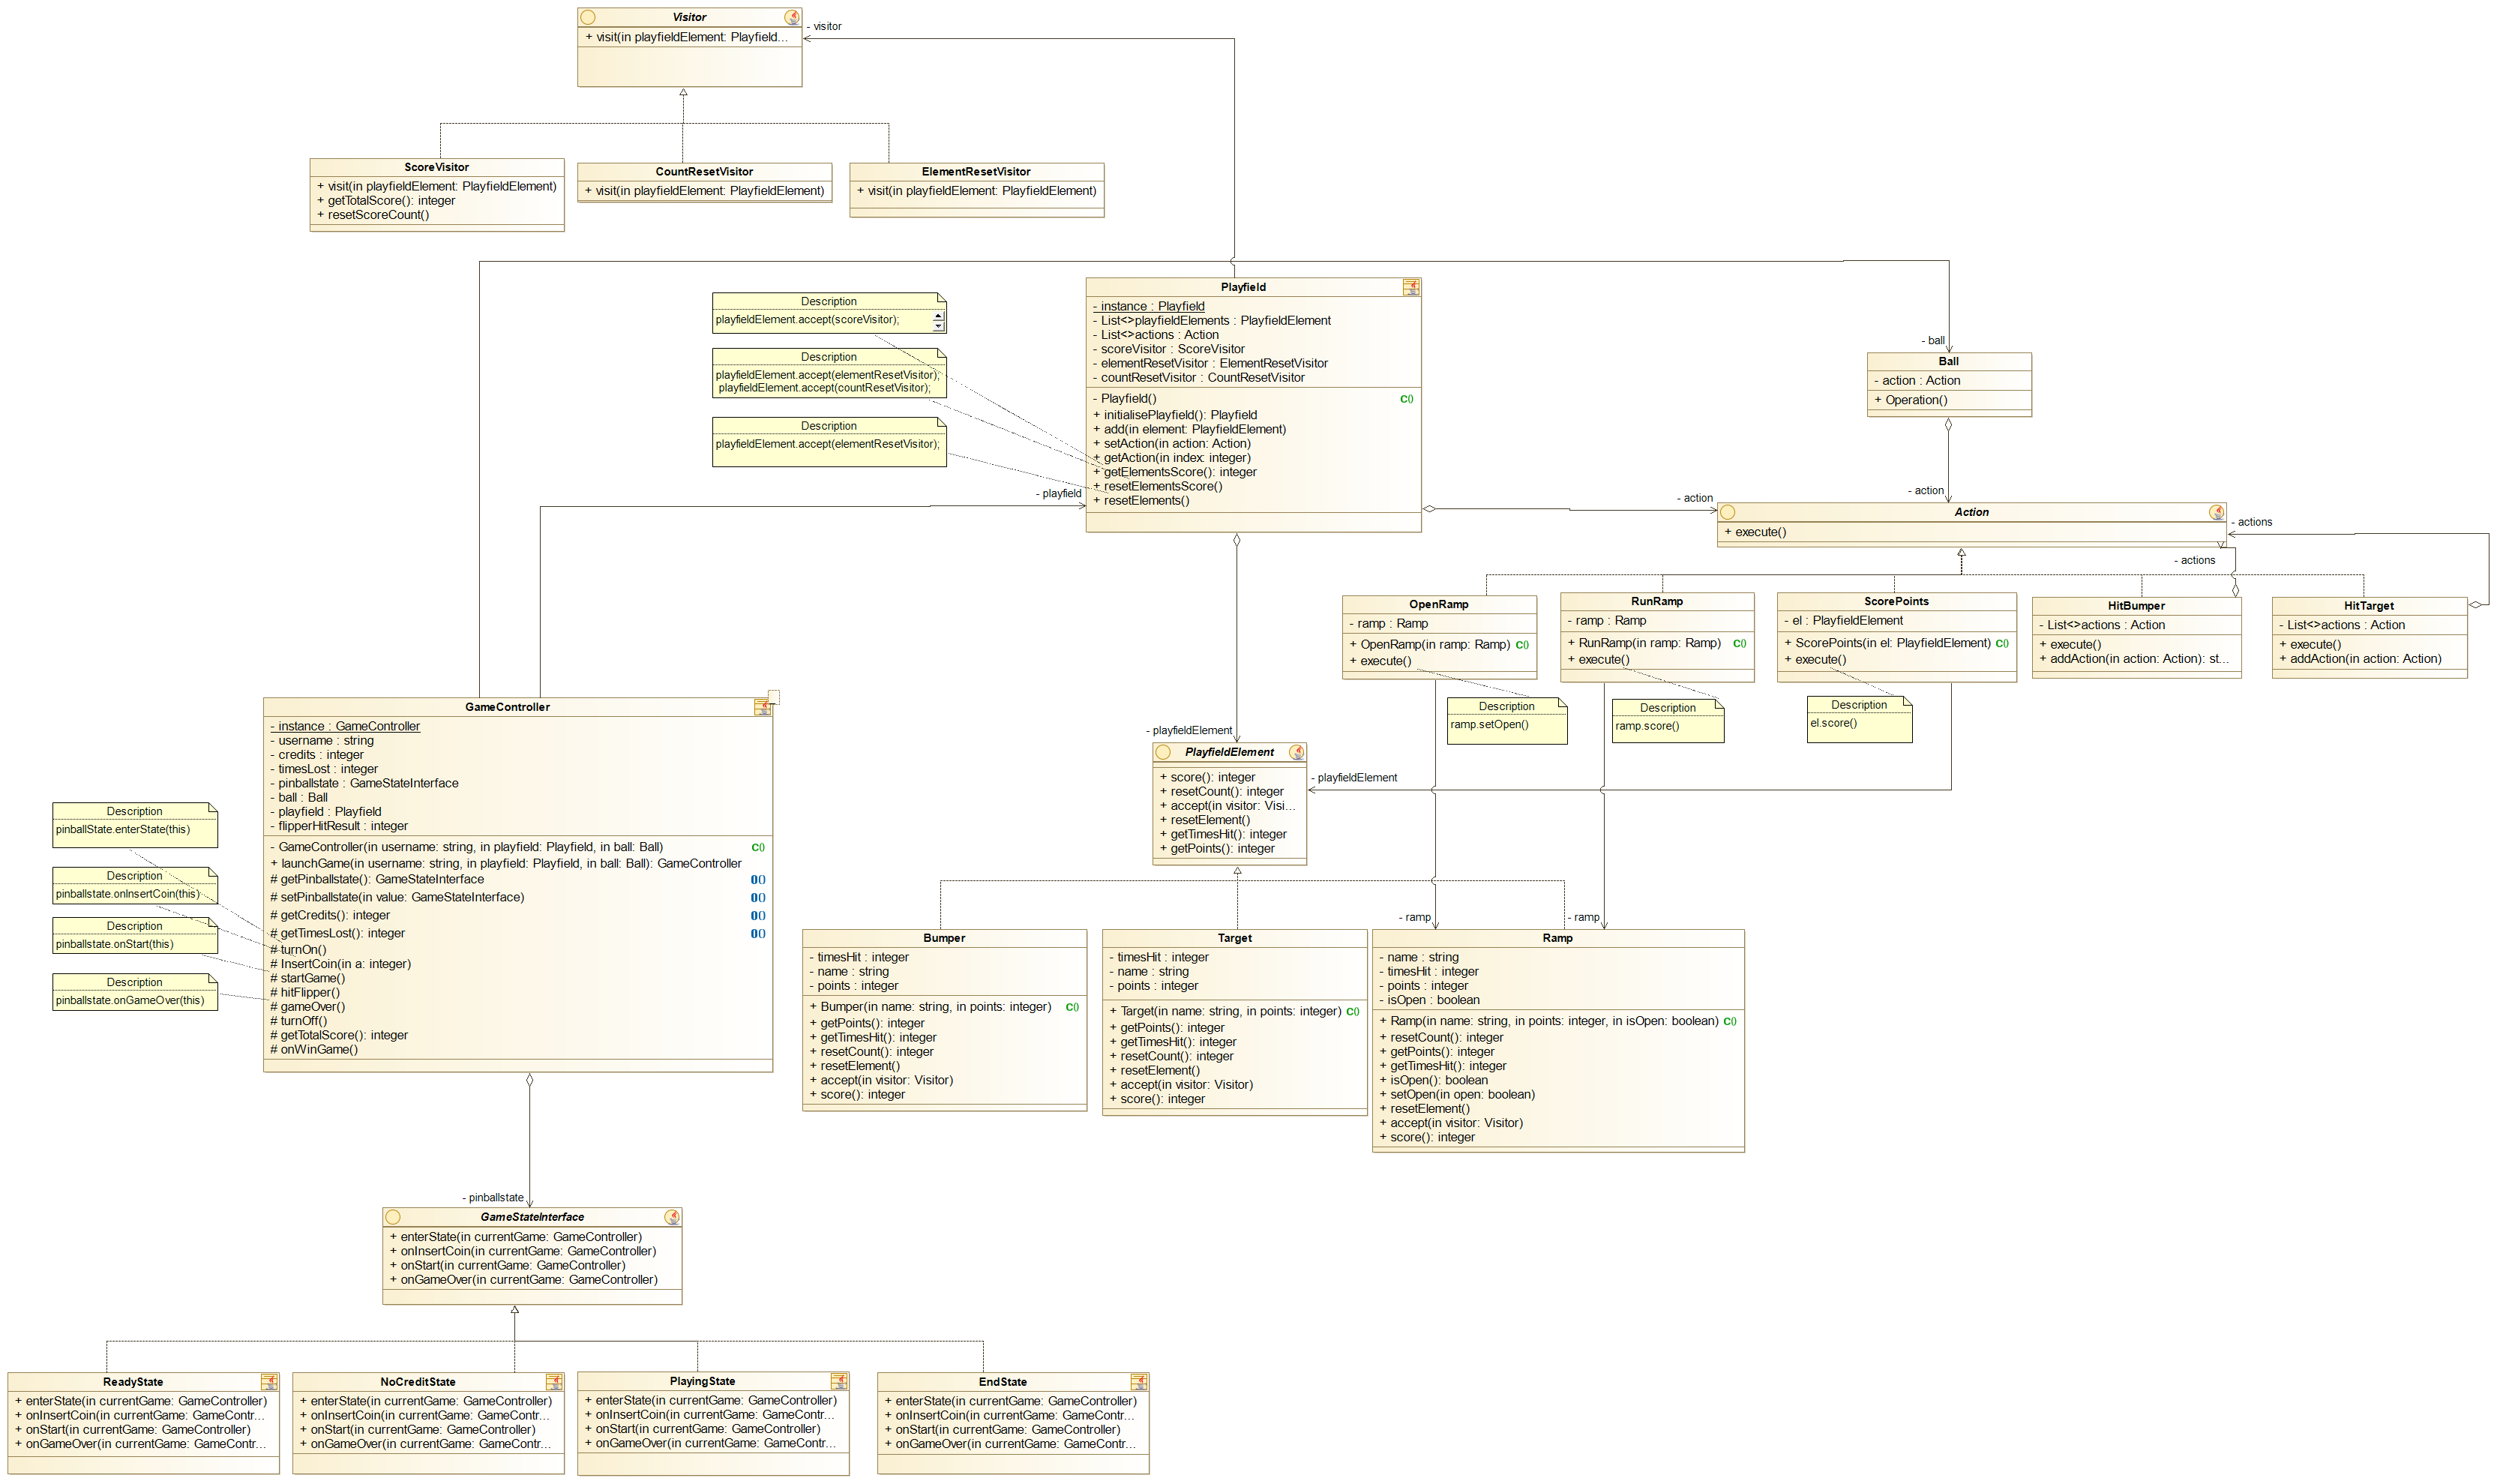 Visitor
+ visit(in playfieldElement: Playfield...
- visitor
ScoreVisitor
+ visit(in playfieldElement: PlayfieldElement)
+ getTotalScore(): integer
+ resetScoreCount()
CountResetVisitor
+ visit(in playfieldElement: PlayfieldElement)
ElementResetVisitor
+ visit(in playfieldElement: PlayfieldElement)
Description
playfieldElement.accept(scoreVisitor);
Description
playfieldElement.accept(elementResetVisitor);
playfieldElement.accept(countResetVisitor);
Description
playfieldElement.accept(elementResetVisitor);
Playfield
- instance : Playfield
- List<>playfieldElements : PlayfieldElement
- List<>actions : Action
- scoreVisitor : ScoreVisitor
- elementResetVisitor : ElementResetVisitor
- countResetVisitor : CountResetVisitor
- Playfield() C()
+ initialisePlayfield(): Playfield
+ add(in element: PlayfieldElement)
+ setAction(in action: Action)
+ getAction(in index: integer)
+ getElementsScore(): integer
+ resetElementsScore()
+ resetElements()
- playfield
- action
- ball
Ball
- action : Action
+ Operation()
- action
Action
+ execute()
- actions
- actions
OpenRamp
- ramp : Ramp
+ OpenRamp(in ramp: Ramp) C()
+ execute()
RunRamp
- ramp : Ramp
+ RunRamp(in ramp: Ramp) C()
+ execute()
ScorePoints
- el : PlayfieldElement
+ ScorePoints(in el: PlayfieldElement) C()
+ execute()
HitBumper
- List<>actions : Action
+ execute()
+ addAction(in action: Action): st...
HitTarget
- List<>actions : Action
+ execute()
+ addAction(in action: Action)
Description
ramp.setOpen()
Description
ramp.score()
Description
el.score()
GameController
- instance : GameController
- username : string
- credits : integer
- timesLost : integer
- pinballstate : GameStateInterface
- ball : Ball
- playfield : Playfield
- flipperHitResult : integer
- GameController(in username: string, in playfield: Playfield, in ball: Ball) C()
+ launchGame(in username: string, in playfield: Playfield, in ball: Ball): GameController
# getPinballstate(): GameStateInterface
# setPinballstate(in value: GameStateInterface)
# getCredits(): integer
# getTimesLost(): integer
# turnOn()
# InsertCoin(in a: integer)
# startGame()
# hitFlipper()
# gameOver()
# turnOff()
# getTotalScore(): integer
# onWinGame()
Description
pinballState.enterState(this)
Description
pinballstate.onInsertCoin(this)
Description
pinballstate.onStart(this)
Description
pinballstate.onGameOver(this)
- playfieldElement
PlayfieldElement
+ score(): integer
+ resetCount(): integer
+ accept(in visitor: Visi...
+ resetElement()
+ getTimesHit(): integer
+ getPoints(): integer
- playfieldElement
- ramp
- ramp
Bumper
- timesHit : integer
- name : string
- points : integer
+ Bumper(in name: string, in points: integer) C()
+ getPoints(): integer
+ getTimesHit(): integer
+ resetCount(): integer
+ resetElement()
+ accept(in visitor: Visitor)
+ score(): integer
Target
- timesHit : integer
- name : string
- points : integer
+ Target(in name: string, in points: integer) C()
+ getPoints(): integer
+ getTimesHit(): integer
+ resetCount(): integer
+ resetElement()
+ accept(in visitor: Visitor)
+ score(): integer
Ramp
- name : string
- timesHit : integer
- points : integer
- isOpen : boolean
+ Ramp(in name: string, in points: integer, in isOpen: boolean) C()
+ resetCount(): integer
+ getPoints(): integer
+ getTimesHit(): integer
+ isOpen(): boolean
+ setOpen(in open: boolean)
+ resetElement()
+ accept(in visitor: Visitor)
+ score(): integer
- pinballstate
GameStateInterface
+ enterState(in currentGame: GameController)
+ onInsertCoin(in currentGame: GameController)
+ onStart(in currentGame: GameController)
+ onGameOver(in currentGame: GameController)
ReadyState
+ enterState(in currentGame: GameController)
+ onInsertCoin(in currentGame: GameContr...
+ onStart(in currentGame: GameController)
+ onGameOver(in currentGame: GameContr...
NoCreditState
+ enterState(in currentGame: GameController)
+ onInsertCoin(in currentGame: GameContr...
+ onStart(in currentGame: GameController)
+ onGameOver(in currentGame: GameContr...
PlayingState
+ enterState(in currentGame: GameController)
+ onInsertCoin(in currentGame: GameContr...
+ onStart(in currentGame: GameController)
+ onGameOver(in currentGame: GameContr...
EndState
+ enterState(in currentGame: GameController)
+ onInsertCoin(in currentGame: GameContr...
+ onStart(in currentGame: GameController)
+ onGameOver(in currentGame: GameContr...